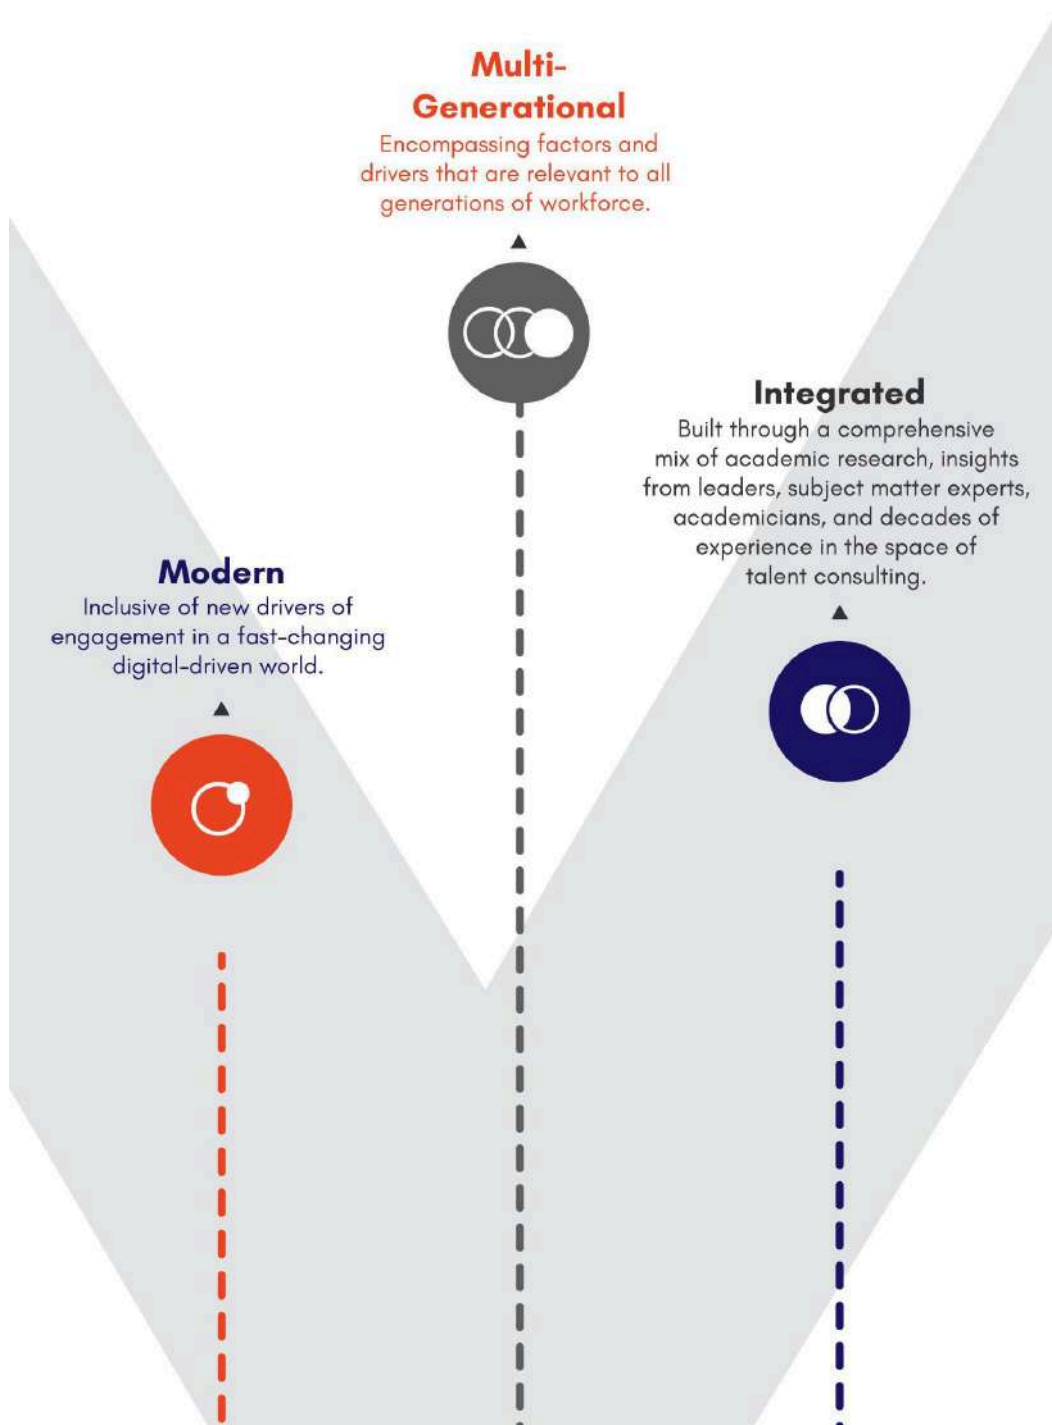 Multi-
Generational
Encompassing factors and
drivers that are relevant to all
generations of workforce.
Integrated
Built through a comprehensive
mix of academic research, insights
from leaders, subject matter experts,
academicians, and decades of
experience in the space of
talent consulting.
Modern
Inclusive of new drivers of
engagement in a fast-changing
digital-driven world.